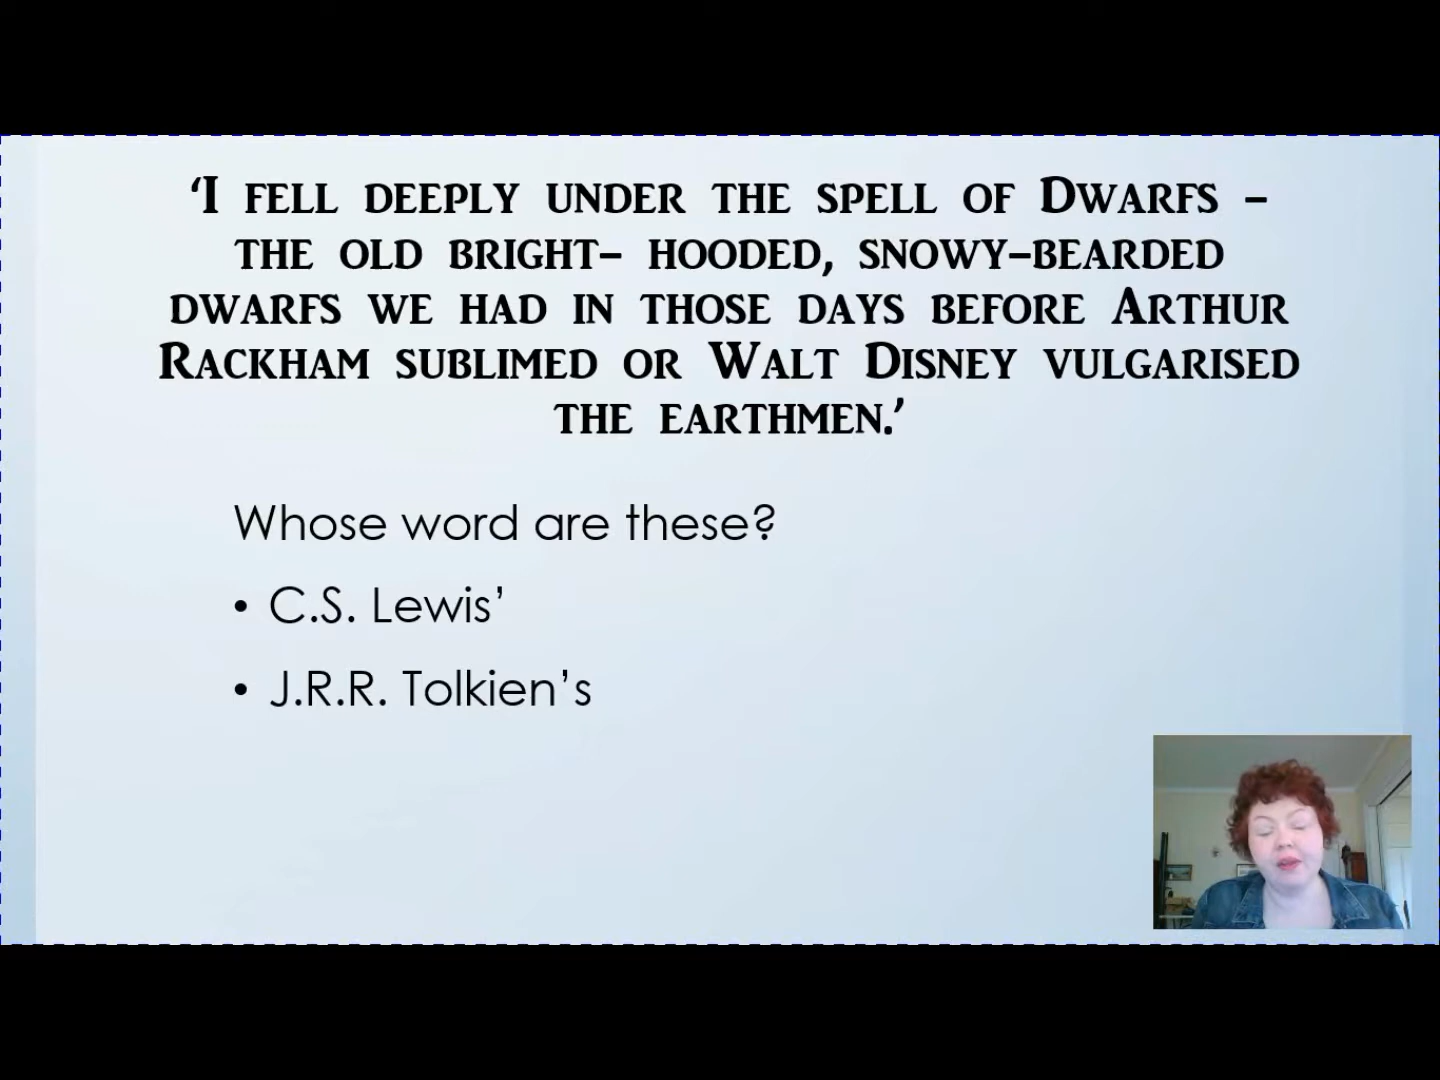 ‘I fell deeply under the spell of Dwarfs –
the old bright– hooded, snowy–bearded
dwarfs we had in those days before Arthur
Rackham sublimed or Walt Disney vulgarised
the earthmen.’
Whose word are these?
• C.S. Lewis’
• J.R.R. Tolkien’s